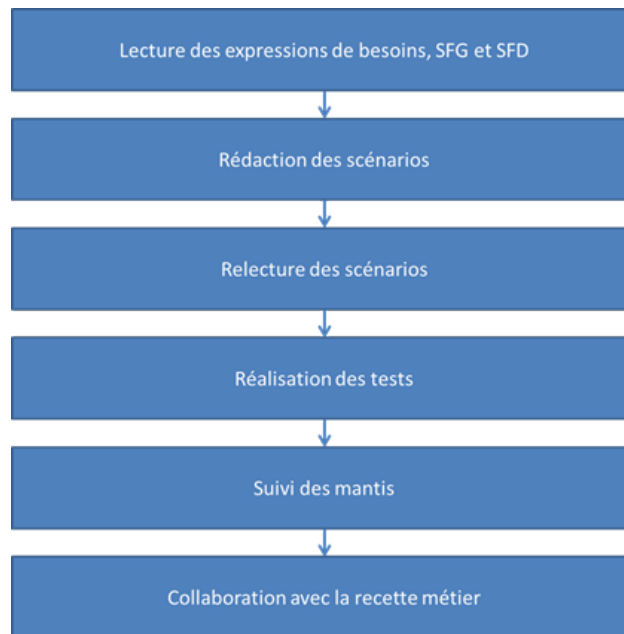 Lecture des expressions de besoins, SFG et SFD
Rédaction des scénarios
Relecture des scénarios
Réalisation des tests
Suivi des mantis
Collaboration avec la recette métier